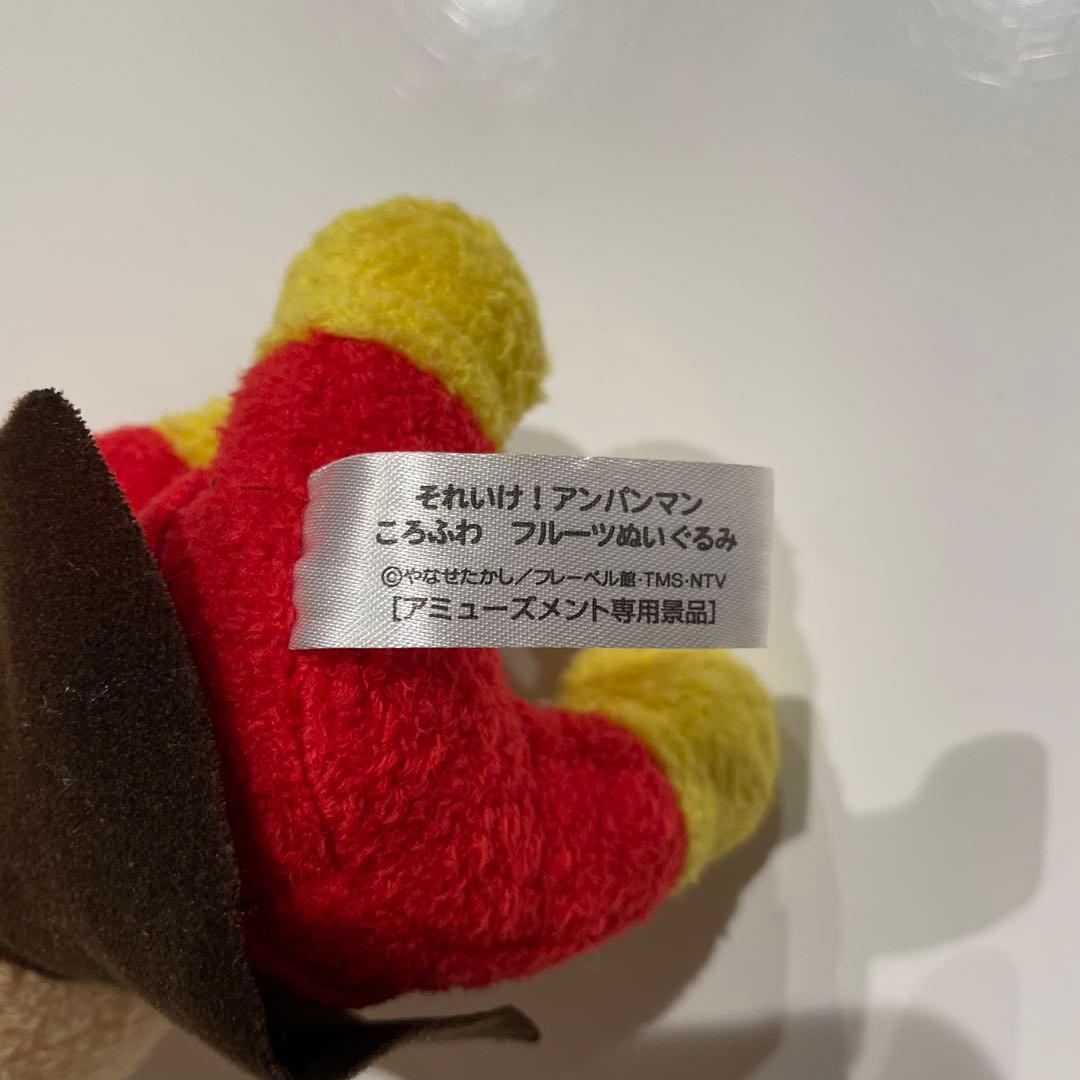 それいけ！アンパンマン
ころふわ　フルーツぬいぐるみ
©やなせたかし／フレーベル館・TMS・NTV
［アミューズメント専用景品］